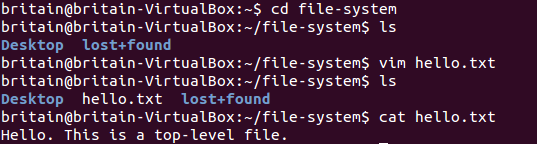 britain@britain-VirtualBox:~$ cd file-system
britain@britain-VirtualBox:~/file-system$ ls
Desktop  lost+found
britain@britain-VirtualBox:~/file-system$ vim hello.txt
britain@britain-VirtualBox:~/file-system$ ls
Desktop  hello.txt  lost+found
britain@britain-VirtualBox:~/file-system$ cat hello.txt
Hello. This is a top-level file.